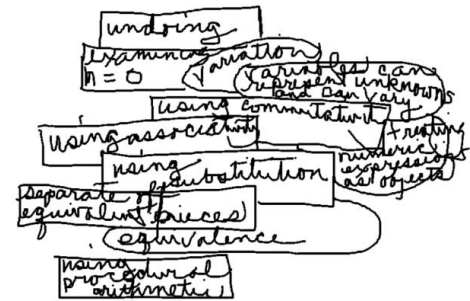 undoing
examining
n = 0
variation
variables can
represent unknowns
and can vary
using commutativity
using associativity
treating
numeric
expressions
as objects
using
substitution
separate off
equivalent pieces
equivalence
using
procedural
arithmetic